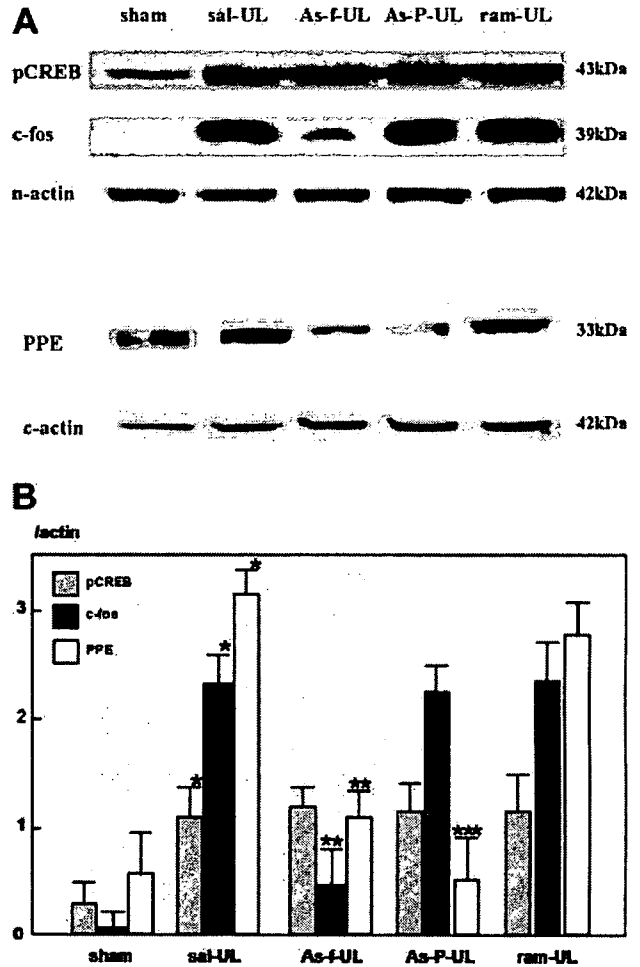 A
sham sal-UL As-f-UL As-P-UL ram-UL
pCREB 43kDa
c-fos 39kDa
n-actin 42kDa
PPE 33kDa
c-actin 42kDa
B
/actin
pCREB
c-fos
PPE
3
2
1
0
* * *
** **
***
sham sal-UL As-f-UL As-P-UL ram-UL